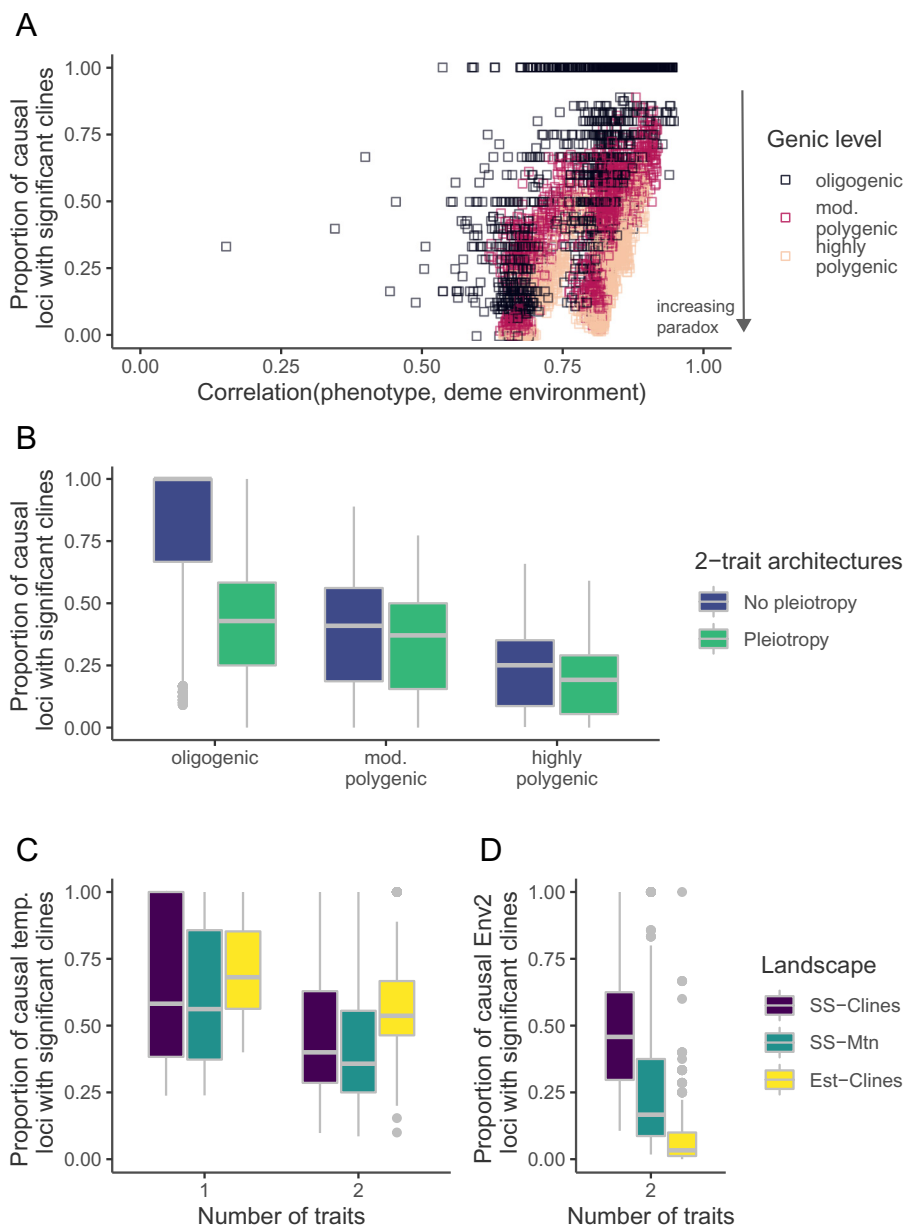 A
Proportion of causal
loci with significant clines
1.00
0.75
0.50
0.25
0.00
0.00
0.25
0.50
0.75
1.00
Correlation(phenotype, deme environment)
increasing
paradox
Genic level
oligogenic
mod.
polygenic
highly
polygenic
B
Proportion of causal
loci with significant clines
1.00
0.75
0.50
0.25
0.00
oligogenic
mod.
polygenic
highly
polygenic
2−trait architectures
No pleiotropy
Pleiotropy
C
Proportion of causal temp.
loci with significant clines
1.00
0.75
0.50
0.25
0.00
1
2
Number of traits
D
Proportion of causal Env2
loci with significant clines
1.00
0.75
0.50
0.25
0.00
2
Number of traits
Landscape
SS−Clines
SS−Mtn
Est−Clines